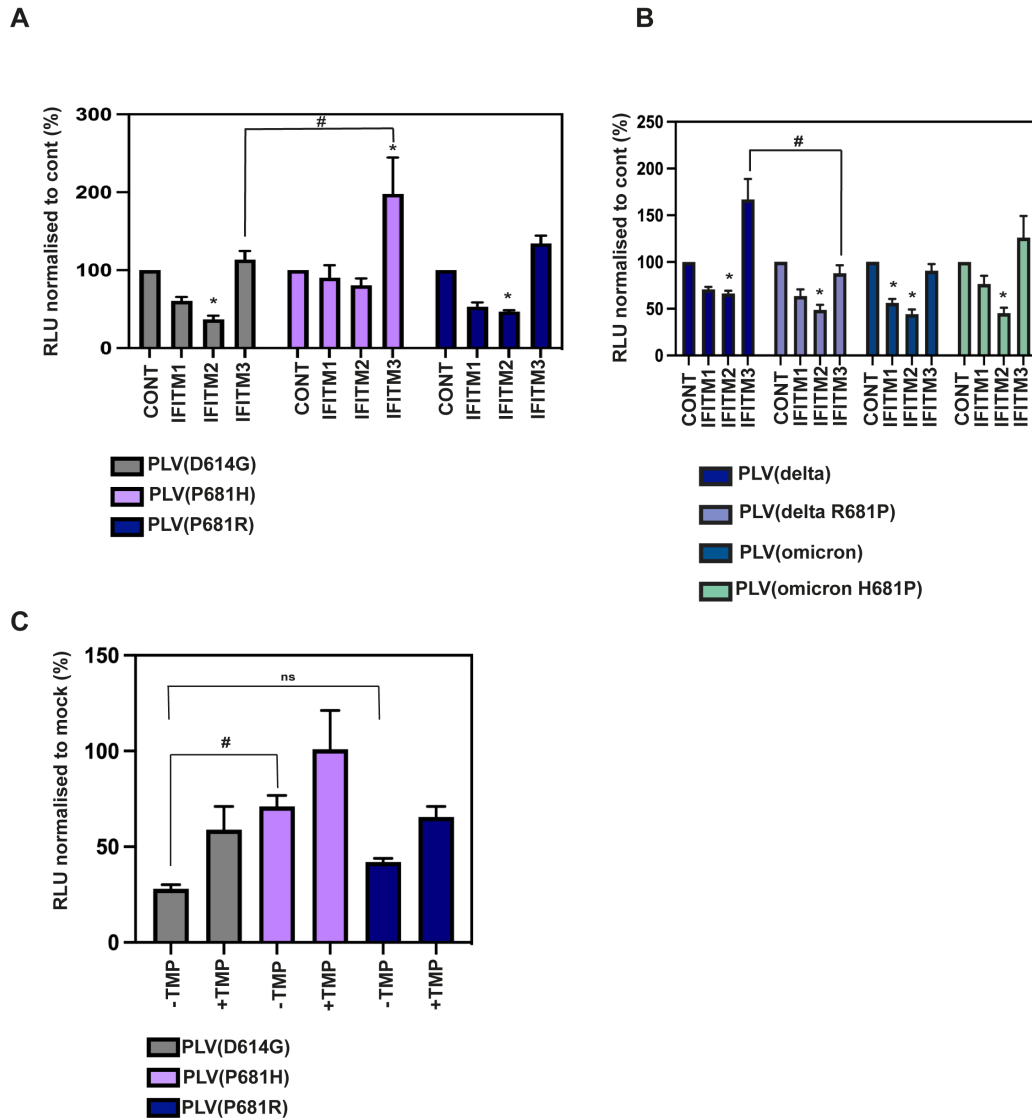 A
RLU normalised to cont (%)
300
200
100
0
#
*
*
*
CONT
IFITM1
IFITM2
IFITM3
CONT
IFITM1
IFITM2
IFITM3
CONT
IFITM1
IFITM2
IFITM3
PLV(D614G)
PLV(P681H)
PLV(P681R)
B
RLU normalised to cont (%)
250
200
150
100
50
0
#
*
*
*
*
*
CONT
IFITM1
IFITM2
IFITM3
CONT
IFITM1
IFITM2
IFITM3
CONT
IFITM1
IFITM2
IFITM3
CONT
IFITM1
IFITM2
IFITM3
PLV(delta)
PLV(delta R681P)
PLV(omicron)
PLV(omicron H681P)
C
RLU normalised to mock (%)
150
100
50
0
ns
#
-TMP
+TMP
-TMP
+TMP
-TMP
+TMP
PLV(D614G)
PLV(P681H)
PLV(P681R)